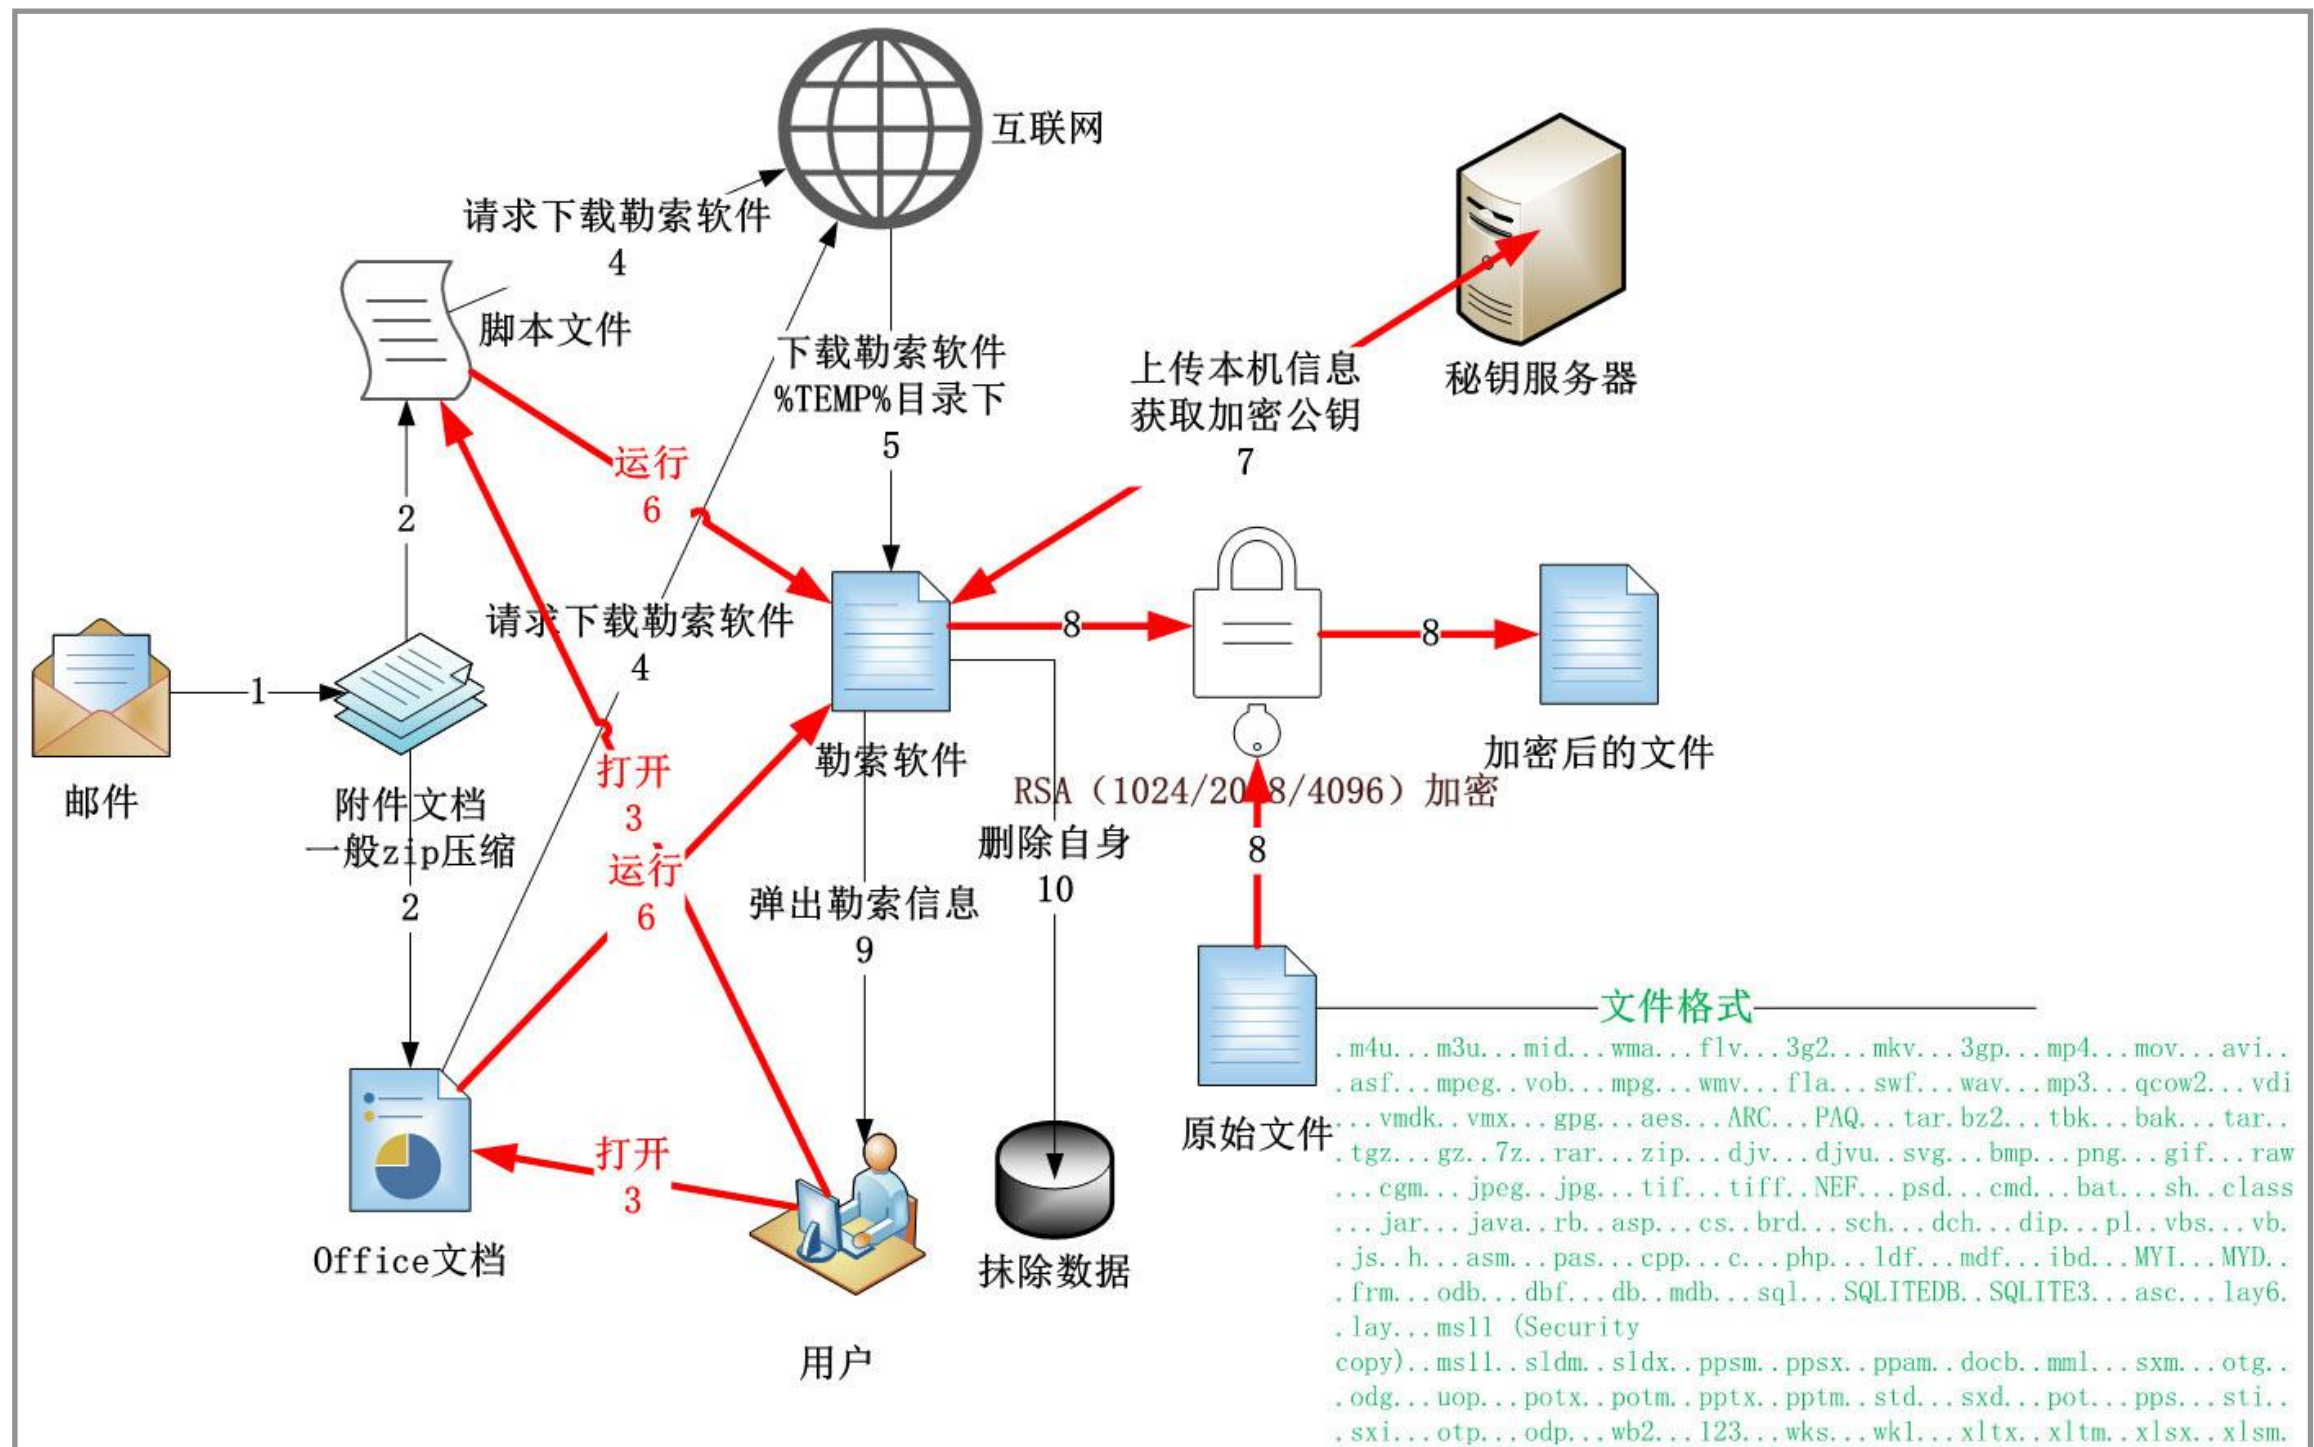 互联网
请求下载勒索软件
4
脚本文件
下载勒索软件
%TEMP%目录下
5
上传本机信息
获取加密公钥
7
秘钥服务器
运行
6
2
请求下载勒索软件
4
8
8
1
邮件
附件文档
一般zip压缩
2
打开
3
运行
6
勒索软件
加密后的文件
RSA（1024/2048/4096）加密
删除自身
10
8
弹出勒索信息
9
文件格式
.m4u...m3u...mid...wma...flv...3g2...mkv...3gp...mp4...mov...avi..
.asf...mpeg..vob...mpg...wmv...fla...swf...wav...mp3...qcow2...vdi
...vmdk..vmx...gpg...aes...ARC...PAQ...tar.bz2...tbk...bak...tar..
.tgz...gz..7z..rar...zip...djv...djvu..svg...bmp...png...gif...raw
...cgm...jpeg..jpg...tif...tiff..NEF...psd...cmd...bat...sh..class
...jar...java..rb..asp...cs..brd...sch...dch...dip...pl..vbs...vb.
.js..h...asm...pas...cpp...c...php...ldf...mdf...ibd...MYI...MYD..
.frm...odb...dbf...db..mdb...sql...SQLITEDB..SQLITE3...asc...lay6.
.lay...ms11 (Security
copy)..ms11..sldm..sldx..ppsm..ppsx..ppam..docb..mml...sxm...otg..
.odg...uop...potx..potm..pptx..pptm..std...sxd...pot...pps...sti..
.sxi...otp...odp...wb2...123...wks...wk1...xltx..xltm..xlsx..xlsm.
原始文件
打开
3
Office文档
抹除数据
用户